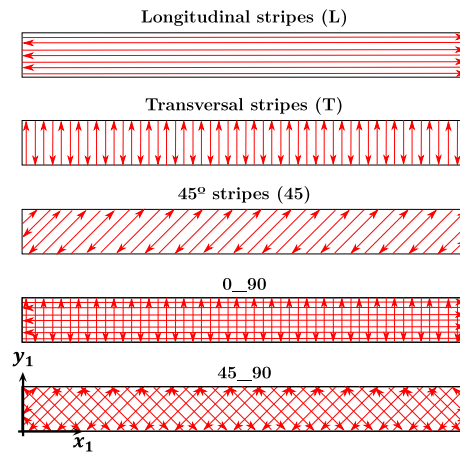 Longitudinal stripes (L)
Transversal stripes (T)
45º stripes (45)
0_90
45_90
y₁
x₁